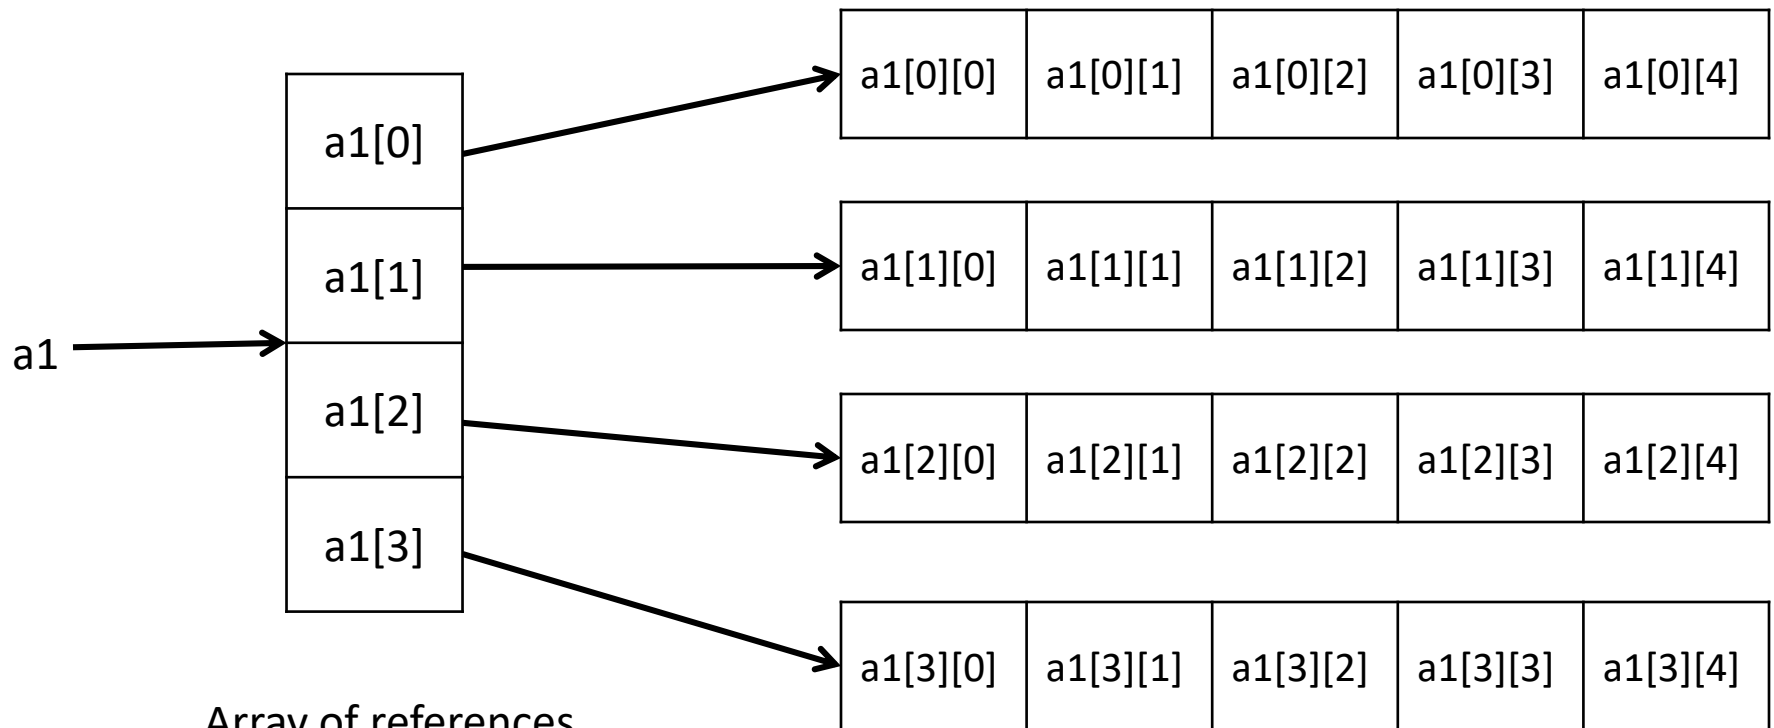 a1[0][0] a1[0][1] a1[0][2] a1[0][3] a1[0][4]
a1[0]
a1[1]
a1[1][0] a1[1][1] a1[1][2] a1[1][3] a1[1][4]
a1
a1[2]
a1[2][0] a1[2][1] a1[2][2] a1[2][3] a1[2][4]
a1[3]
a1[3][0] a1[3][1] a1[3][2] a1[3][3] a1[3][4]
Array of references